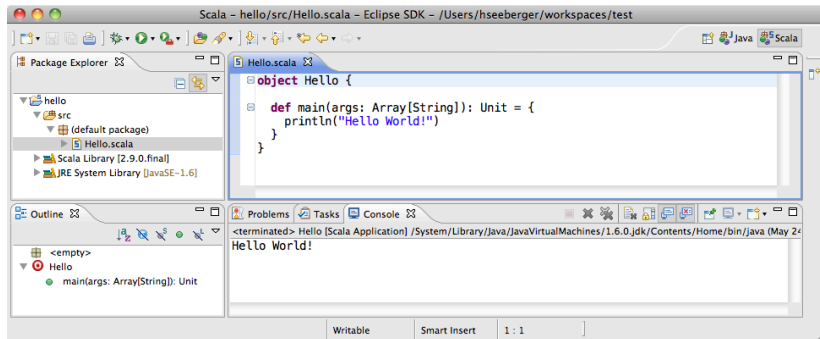 Scala - hello/src/Hello.scala - Eclipse SDK - /Users/hseeberger/workspaces/test
Java Scala
Package Explorer
hello
src
(default package)
Hello.scala
Scala Library [2.9.0.final]
JRE System Library [JavaSE-1.6]
Hello.scala
object Hello {
def main(args: Array[String]): Unit = {
println("Hello World!")
}
}
Outline
<empty>
Hello
main(args: Array[String]): Unit
Problems Tasks Console
<terminated> Hello [Scala Application] /System/Library/Java/JavaVirtualMachines/1.6.0.jdk/Contents/Home/bin/java (May 24
Hello World!
Writable Smart Insert 1 : 1